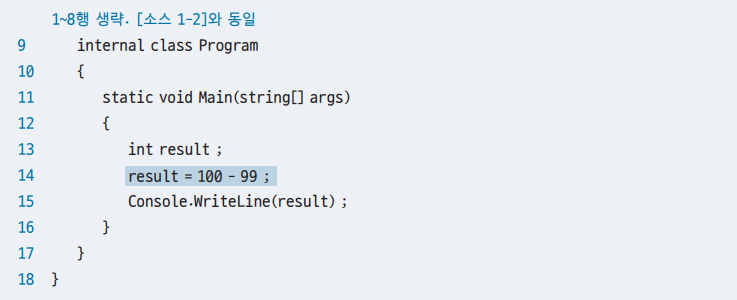 1~8행 생략. [소스 1-2]와 동일
9 internal class Program
10 {
11 static void Main(string[] args)
12 {
13 int result ;
14 result = 100 - 99 ;
15 Console.WriteLine(result) ;
16 }
17 }
18 }